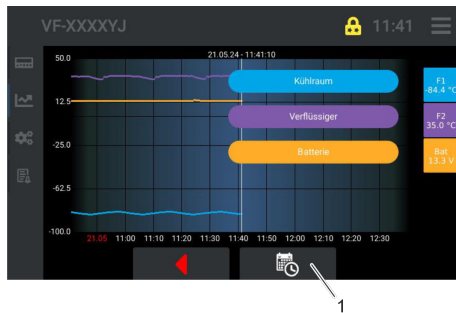 VF-XXXXYJ
11:41
21.05.24 - 11:41:10
50.0
12.5
-25.0
-62.5
-100.0
Kühlraum
Verflüssiger
Batterie
F1
-84.4 °C
F2
35.0 °C
Bat
13.3 V
21.05 11:00 11:10 11:20 11:30 11:40 11:50 12:00 12:10 12:20 12:30
1